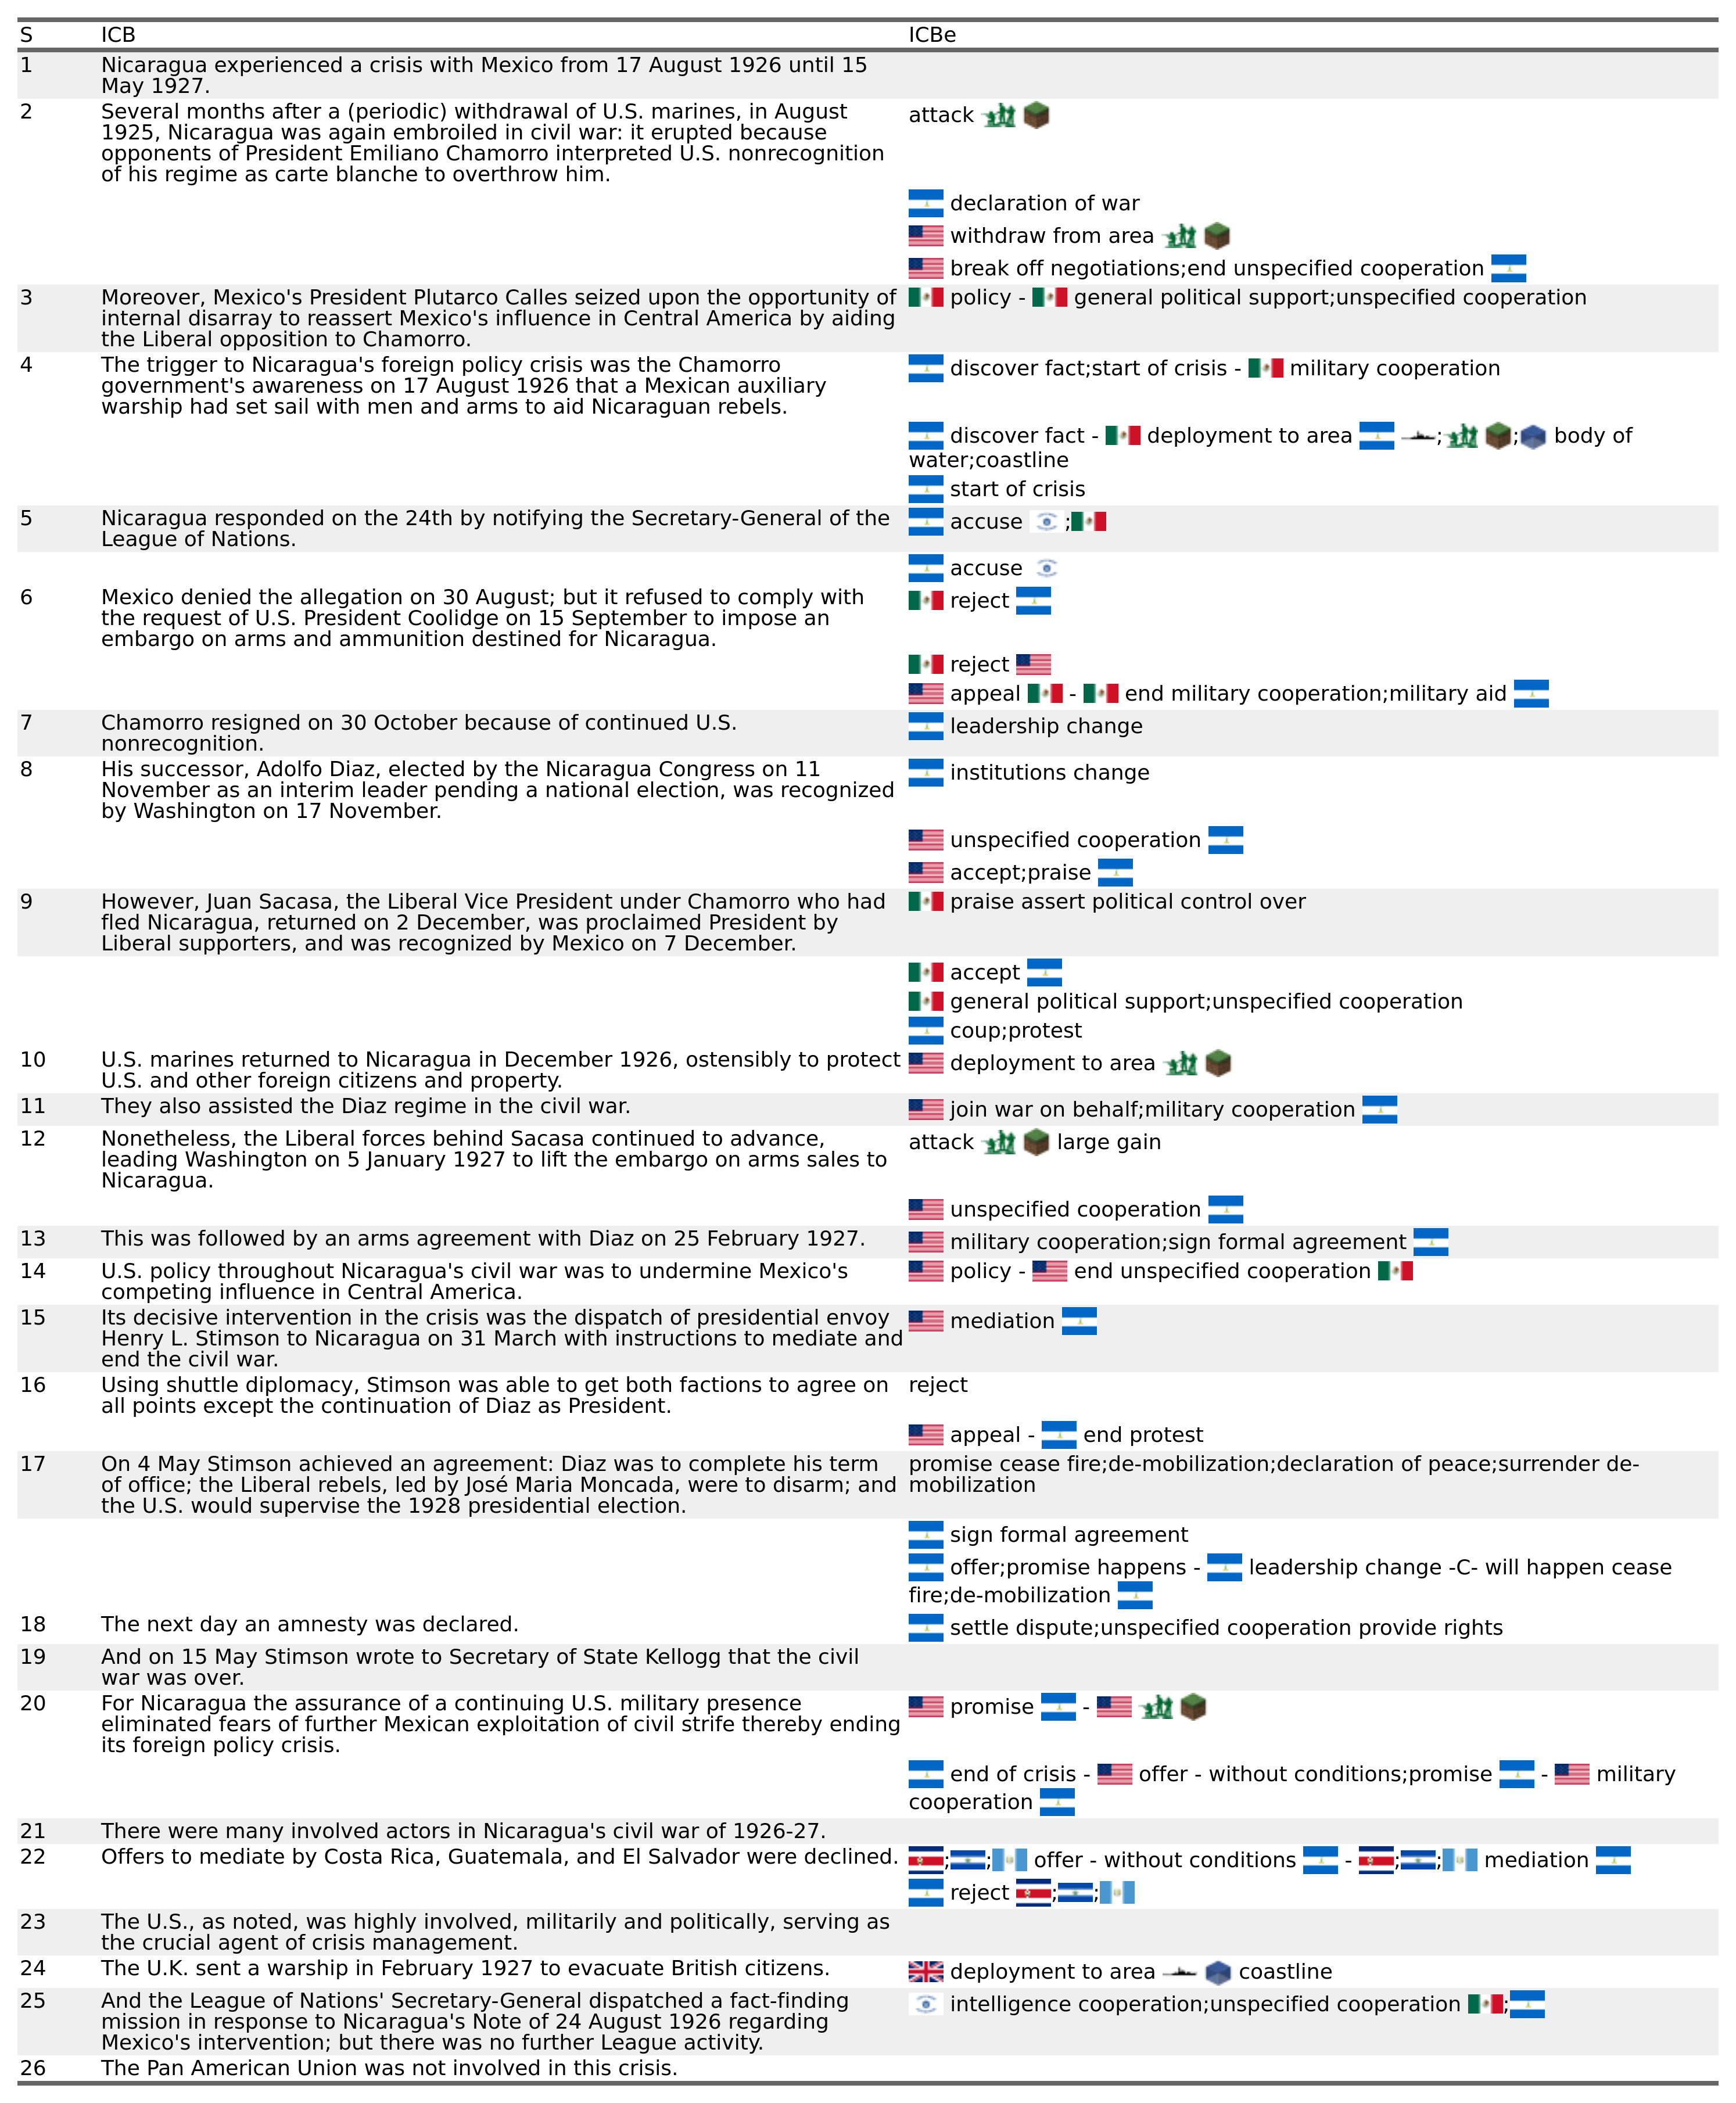 S ICB ICBe
1 Nicaragua experienced a crisis with Mexico from 17 August 1926 until 15
May 1927.
2 Several months after a (periodic) withdrawal of U.S. marines, in August attack
1925, Nicaragua was again embroiled in civil war: it erupted because
opponents of President Emiliano Chamorro interpreted U.S. nonrecognition
of his regime as carte blanche to overthrow him.
declaration of war
withdraw from area
break off negotiations;end unspecified cooperation
3 Moreover, Mexico's President Plutarco Calles seized upon the opportunity of policy - general political support;unspecified cooperation
internal disarray to reassert Mexico's influence in Central America by aiding
the Liberal opposition to Chamorro.
4 The trigger to Nicaragua's foreign policy crisis was the Chamorro discover fact;start of crisis - military cooperation
government's awareness on 17 August 1926 that a Mexican auxiliary
warship had set sail with men and arms to aid Nicaraguan rebels.
discover fact - deployment to area ; ; body of
water;coastline
start of crisis
5 Nicaragua responded on the 24th by notifying the Secretary-General of the accuse ;
League of Nations.
accuse
6 Mexico denied the allegation on 30 August; but it refused to comply with reject
the request of U.S. President Coolidge on 15 September to impose an
embargo on arms and ammunition destined for Nicaragua.
reject
appeal - end military cooperation;military aid
7 Chamorro resigned on 30 October because of continued U.S. leadership change
nonrecognition.
8 His successor, Adolfo Diaz, elected by the Nicaragua Congress on 11 institutions change
November as an interim leader pending a national election, was recognized
by Washington on 17 November.
unspecified cooperation
accept;praise
9 However, Juan Sacasa, the Liberal Vice President under Chamorro who had praise assert political control over
fled Nicaragua, returned on 2 December, was proclaimed President by
Liberal supporters, and was recognized by Mexico on 7 December.
accept
general political support;unspecified cooperation
coup;protest
10 U.S. marines returned to Nicaragua in December 1926, ostensibly to protect deployment to area
U.S. and other foreign citizens and property.
11 They also assisted the Diaz regime in the civil war. join war on behalf;military cooperation
12 Nonetheless, the Liberal forces behind Sacasa continued to advance, attack large gain
leading Washington on 5 January 1927 to lift the embargo on arms sales to
Nicaragua.
unspecified cooperation
13 This was followed by an arms agreement with Diaz on 25 February 1927. military cooperation;sign formal agreement
14 U.S. policy throughout Nicaragua's civil war was to undermine Mexico's policy - end unspecified cooperation
competing influence in Central America.
15 Its decisive intervention in the crisis was the dispatch of presidential envoy mediation
Henry L. Stimson to Nicaragua on 31 March with instructions to mediate and
end the civil war.
16 Using shuttle diplomacy, Stimson was able to get both factions to agree on reject
all points except the continuation of Diaz as President.
appeal - end protest
17 On 4 May Stimson achieved an agreement: Diaz was to complete his term promise cease fire;de-mobilization;declaration of peace;surrender de-
of office; the Liberal rebels, led by José Maria Moncada, were to disarm; and mobilization
the U.S. would supervise the 1928 presidential election.
sign formal agreement
offer;promise happens - leadership change -C- will happen cease
fire;de-mobilization
18 The next day an amnesty was declared. settle dispute;unspecified cooperation provide rights
19 And on 15 May Stimson wrote to Secretary of State Kellogg that the civil
war was over.
20 For Nicaragua the assurance of a continuing U.S. military presence promise -
eliminated fears of further Mexican exploitation of civil strife thereby ending
its foreign policy crisis.
end of crisis - offer - without conditions;promise - military
cooperation
21 There were many involved actors in Nicaragua's civil war of 1926-27.
22 Offers to mediate by Costa Rica, Guatemala, and El Salvador were declined. ; ; offer - without conditions - ; ; mediation
reject ; ;
23 The U.S., as noted, was highly involved, militarily and politically, serving as
the crucial agent of crisis management.
24 The U.K. sent a warship in February 1927 to evacuate British citizens. deployment to area coastline
25 And the League of Nations' Secretary-General dispatched a fact-finding intelligence cooperation;unspecified cooperation ;
mission in response to Nicaragua's Note of 24 August 1926 regarding
Mexico's intervention; but there was no further League activity.
26 The Pan American Union was not involved in this crisis.